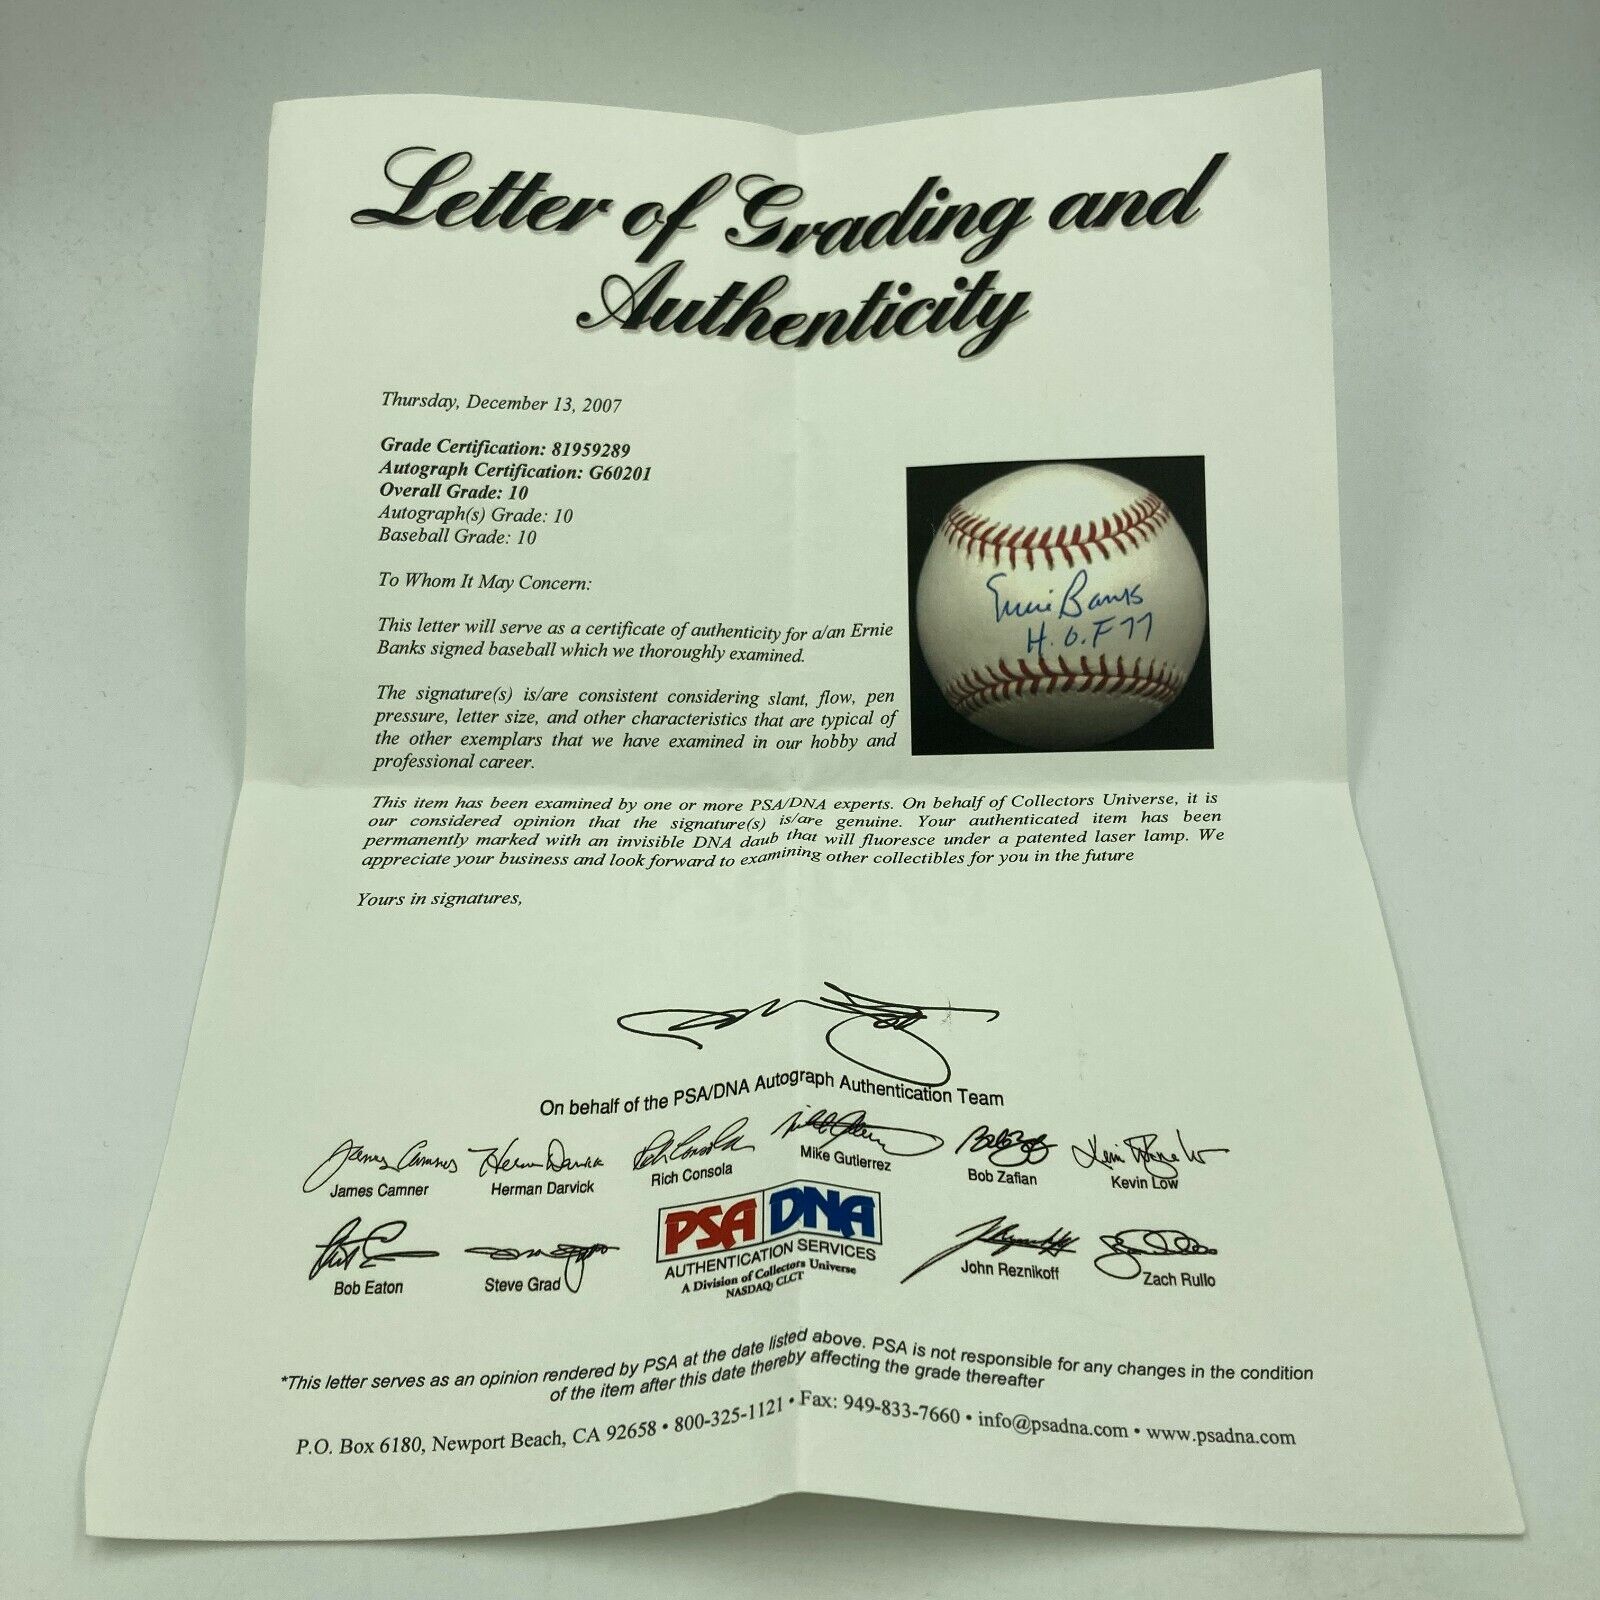 Letter of Grading and
Authenticity
Thursday, December 13, 2007
Grade Certification: 81959289
Autograph Certification: G60201
Overall Grade: 10
Autograph(s) Grade: 10
Baseball Grade: 10
To Whom It May Concern:
This letter will serve as a certificate of authenticity for a/an Ernie
Banks signed baseball which we thoroughly examined.
The signature(s) is/are consistent considering slant, flow, pen
pressure, letter size, and other characteristics that are typical of
the other exemplars that we have examined in our hobby and
professional career.
Ernie Banks
H.O.F 77
This item has been examined by one or more PSA/DNA experts. On behalf of Collectors Universe, it is
our considered opinion that the signature(s) is/are genuine. Your authenticated item has been
permanently marked with an invisible DNA daub that will fluoresce under a patented laser lamp. We
appreciate your business and look forward to examining other collectibles for you in the future
Yours in signatures,
On behalf of the PSA/DNA Autograph Authentication Team
James Camner Herman Darvick Rich Consola Mike Gutierrez Bob Zafian Kevin Low
James Camner Herman Darvick Rich Consola Mike Gutierrez Bob Zafian Kevin Low
PSA DNA
AUTHENTICATION SERVICES
A Division of Collectors Universe
NASDAQ: CLCT
Bob Eaton Steve Grad John Reznikoff Zach Rullo
*This letter serves as an opinion rendered by PSA at the date listed above. PSA is not responsible for any changes in the condition
of the item after this date thereby affecting the grade thereafter
P.O. Box 6180, Newport Beach, CA 92658 • 800-325-1121 • Fax: 949-833-7660 • info@psadna.com • www.psadna.com